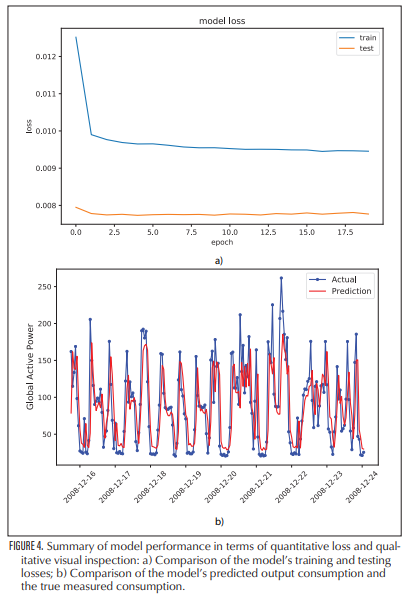 model loss
train
test
0.012
0.011
0.010
0.009
0.008
loss
0.0
2.5
5.0
7.5
10.0
12.5
15.0
17.5
epoch
a)
Actual
Prediction
250
200
150
100
50
Global Active Power
2008-12-16
2008-12-17
2008-12-18
2008-12-19
2008-12-20
2008-12-21
2008-12-22
2008-12-23
2008-12-24
b)
FIGURE 4. Summary of model performance in terms of quantitative loss and qual-
itative visual inspection: a) Comparison of the model's training and testing
losses; b) Comparison of the model's predicted output consumption and
the true measured consumption.